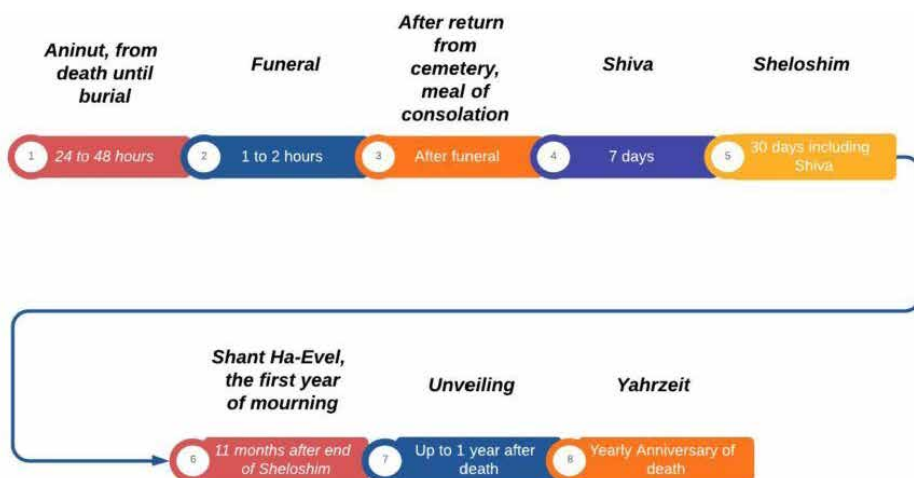 Aninut, from
death until
burial
Funeral
After return
from
cemetery,
meal of
consolation
Shiva
Sheloshim
1
24 to 48 hours
2
1 to 2 hours
3
After funeral
4
7 days
5
30 days including
Shiva
Shant Ha-Evel,
the first year
of mourning
Unveiling
Yahrzeit
6
11 months after end
of Sheloshim
7
Up to 1 year after
death
8
Yearly Anniversary of
death